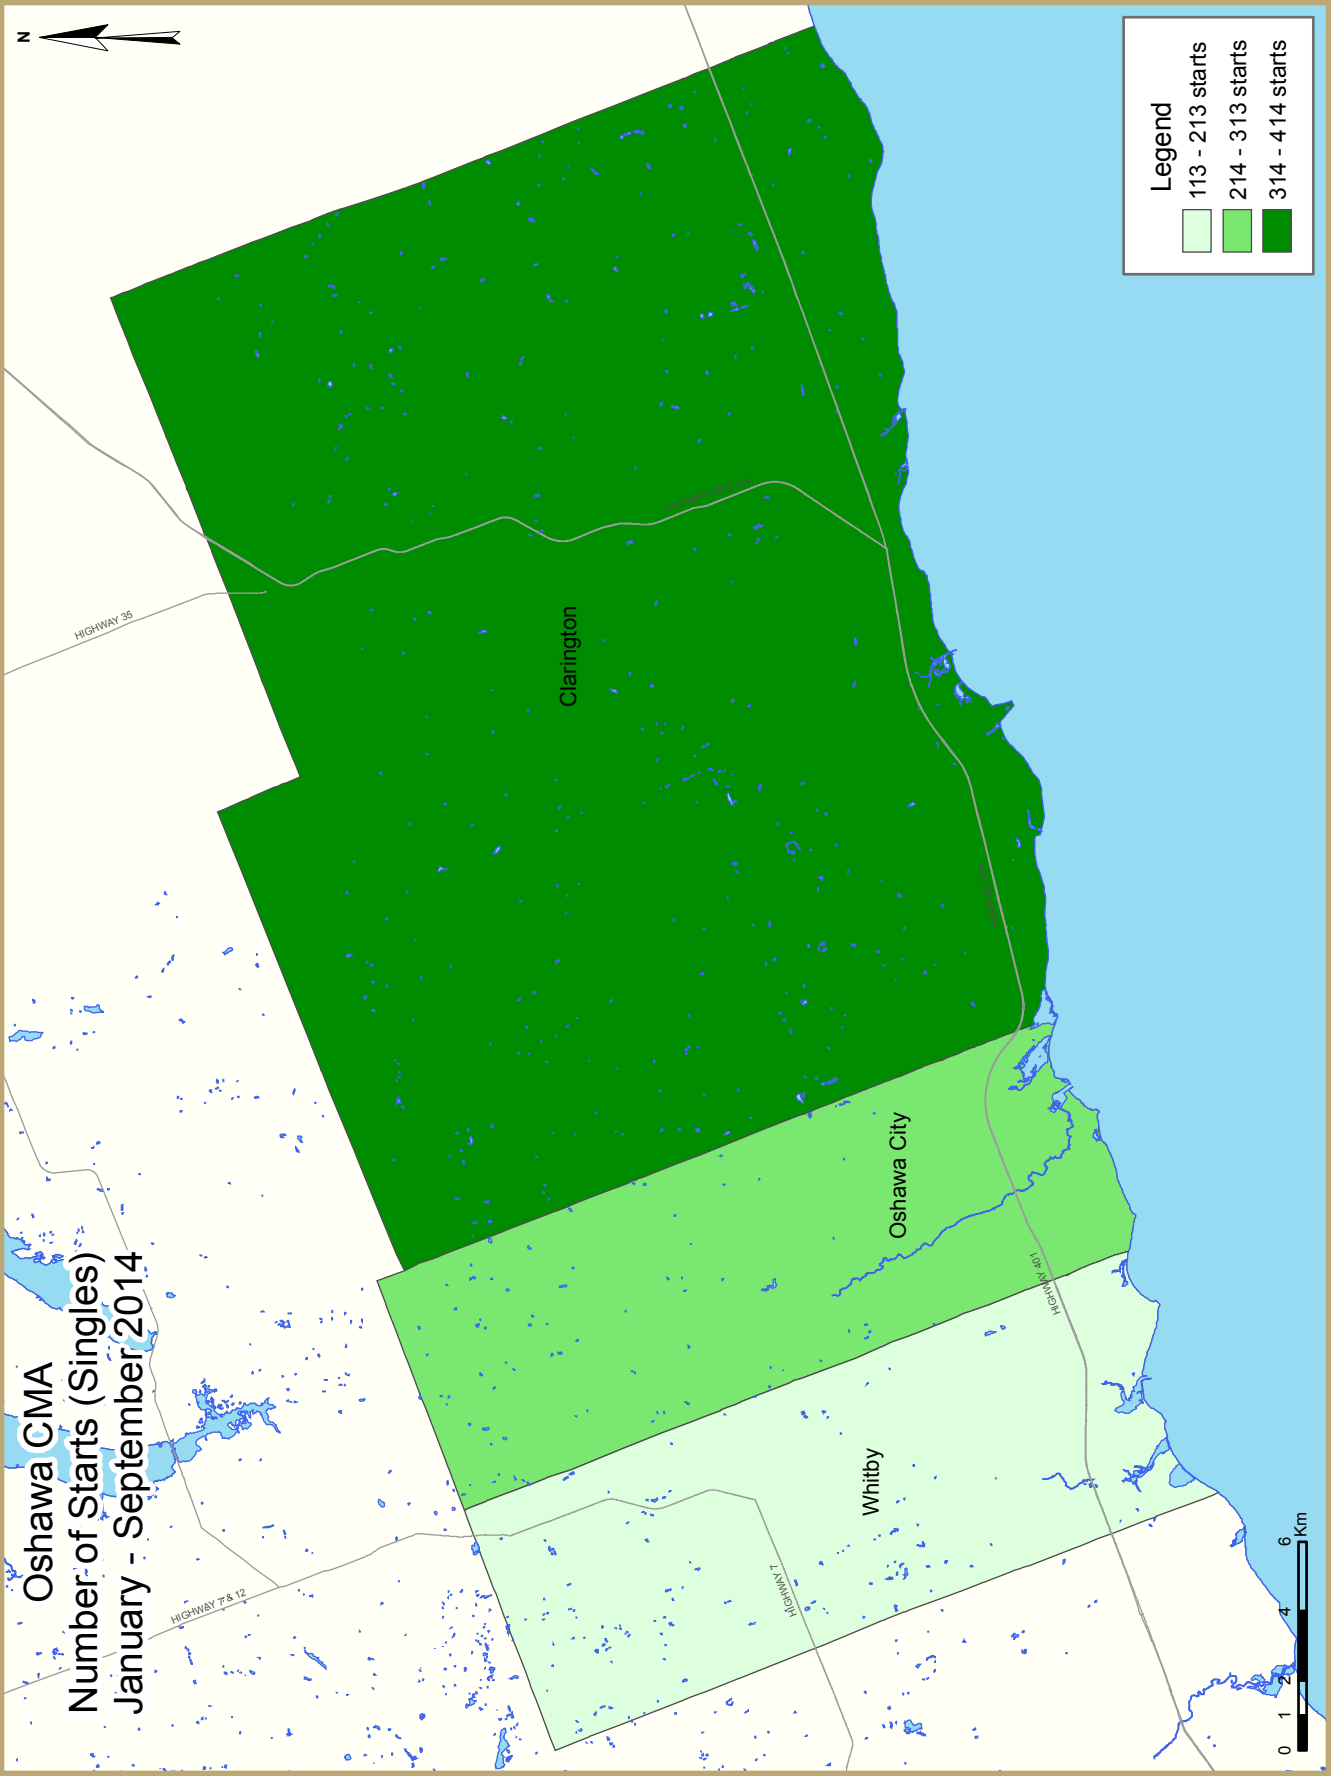 Oshawa CMA
Number of Starts (Singles)
January - September 2014
N
HIGHWAY 35
HIGHWAY 7 & 12
Clarington
Oshawa City
Whitby
HIGHWAY 401
HIGHWAY 7
Legend
113 - 213 starts
214 - 313 starts
314 - 414 starts
0 1 2 4 6
Km